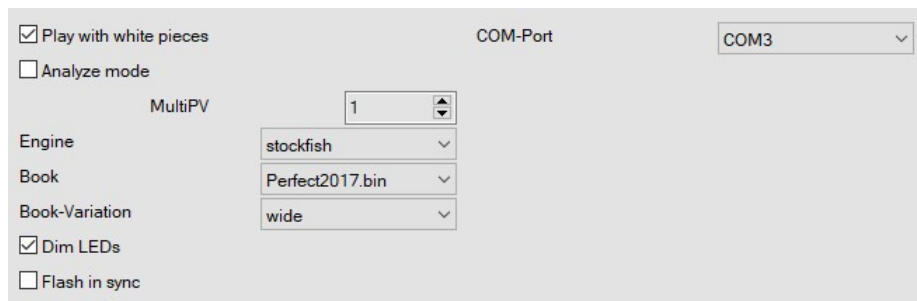 Play with white pieces COM-Port COM3
Analyze mode
MultiPV 1
Engine stockfish
Book Perfect2017.bin
Book-Variation wide
Dim LEDs
Flash in sync